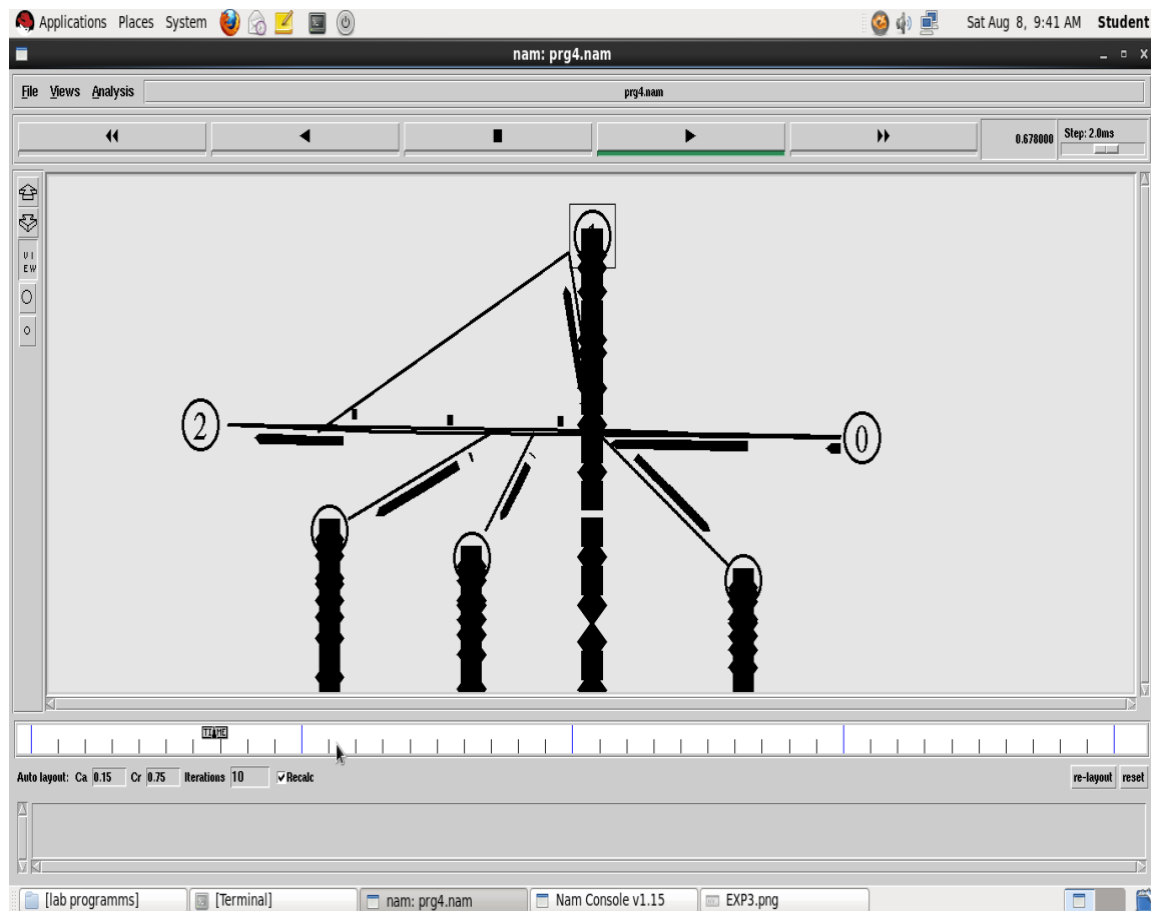 Applications Places System Sat Aug 8, 9:41 AM Student
nam: prg4.nam
File Views Analysis prg4.nam
0.678000 Step: 2.0ms
VI
EW
2
0
TIME
Auto layout: Ca 0.15 Cr 0.75 Iterations 10 Recalc re-layout reset
[lab programms] [Terminal] nam: prg4.nam Nam Console v1.15 EXP3.png